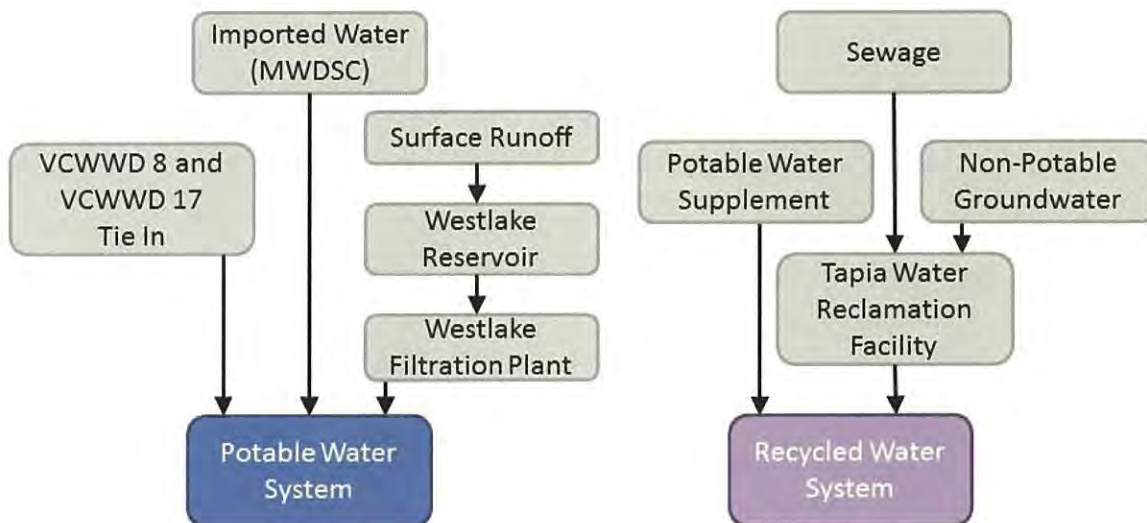 Imported Water
(MWDSC)
VCWWD 8 and
VCWWD 17
Tie In
Surface Runoff
Westlake
Reservoir
Westlake
Filtration Plant
Potable Water
System
Sewage
Potable Water
Supplement
Non-Potable
Groundwater
Tapia Water
Reclamation
Facility
Recycled Water
System